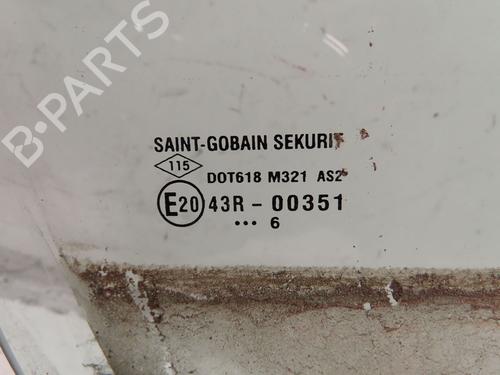 B-PARTS
SAINT-GOBAIN SEKURIT
115
DOT618 M321 AS2
E20 43R - 00351
... 6